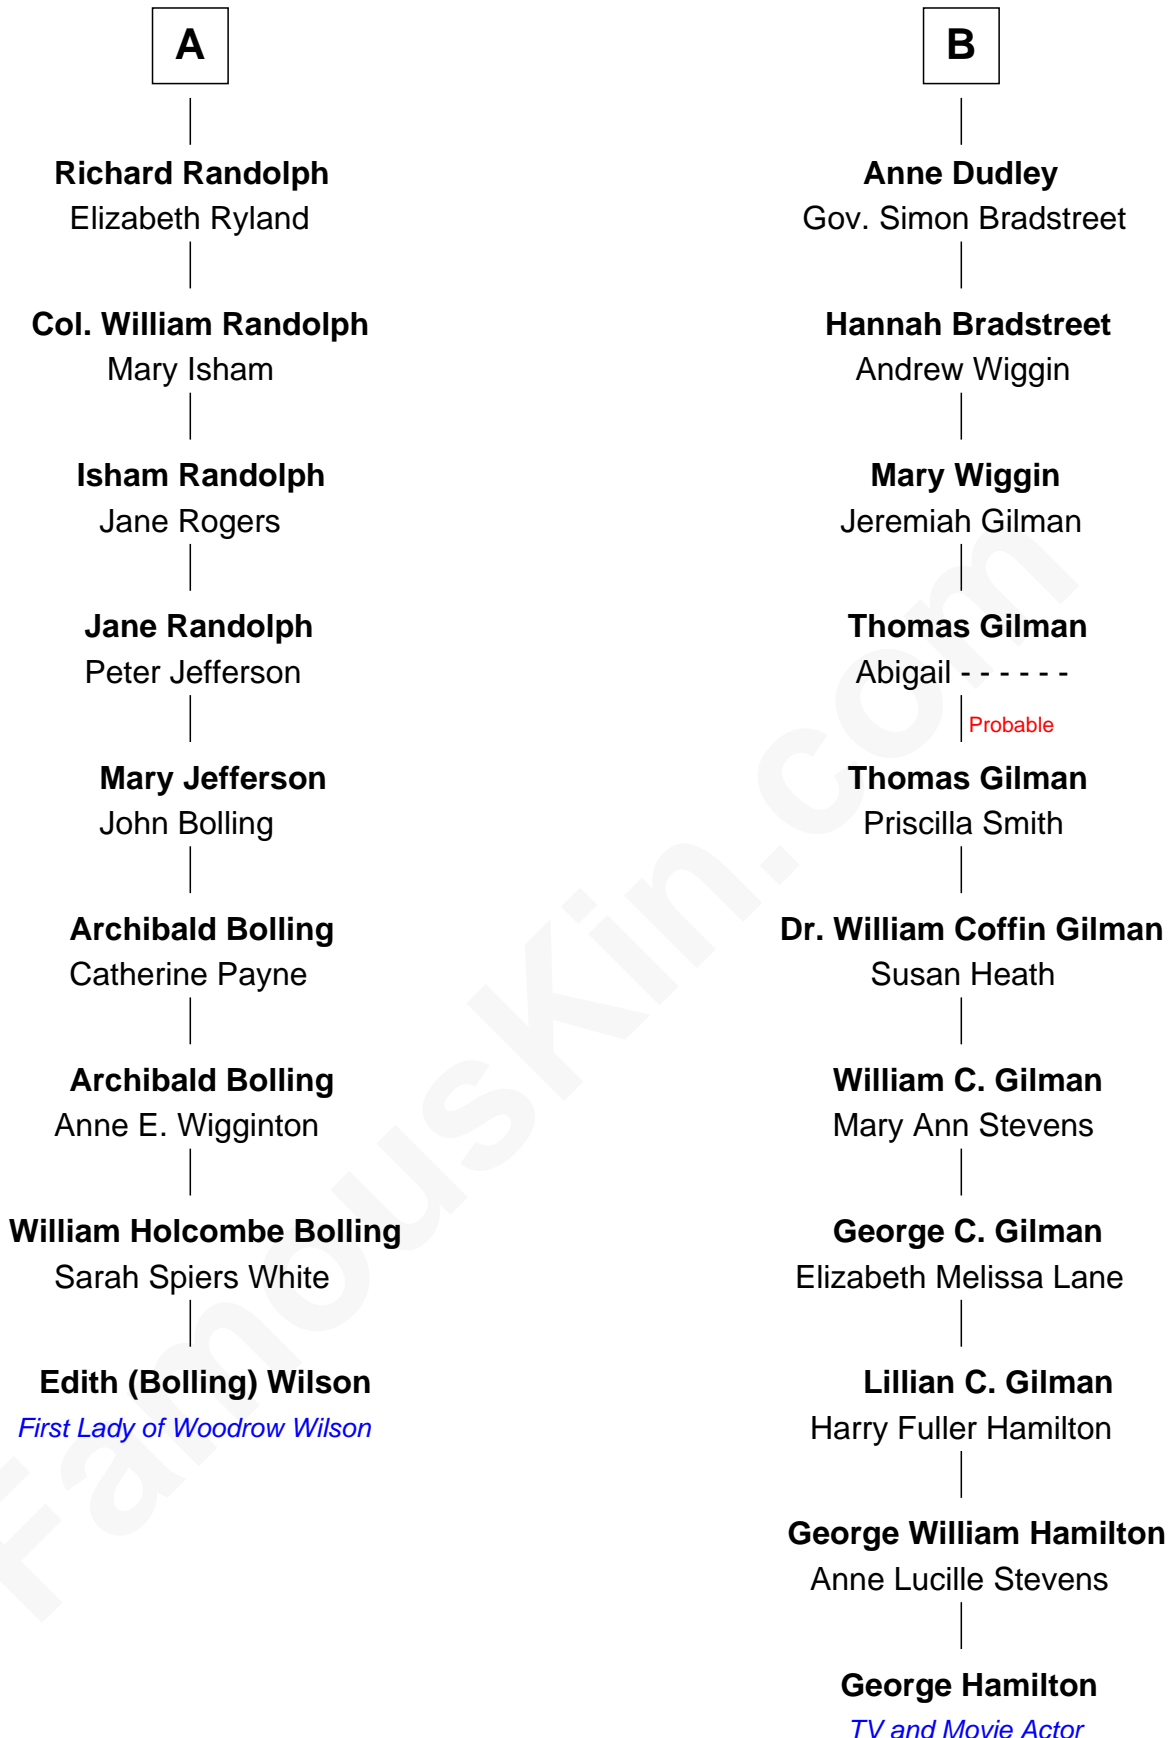 A
Richard Randolph
Elizabeth Ryland
Col. William Randolph
Mary Isham
Isham Randolph
Jane Rogers
Jane Randolph
Peter Jefferson
Mary Jefferson
John Bolling
Archibald Bolling
Catherine Payne
Archibald Bolling
Anne E. Wigginton
William Holcombe Bolling
Sarah Spiers White
Edith (Bolling) Wilson
First Lady of Woodrow Wilson
B
Anne Dudley
Gov. Simon Bradstreet
Hannah Bradstreet
Andrew Wiggin
Mary Wiggin
Jeremiah Gilman
Thomas Gilman
Abigail - - - - - -
Probable
Thomas Gilman
Priscilla Smith
Dr. William Coffin Gilman
Susan Heath
William C. Gilman
Mary Ann Stevens
George C. Gilman
Elizabeth Melissa Lane
Lillian C. Gilman
Harry Fuller Hamilton
George William Hamilton
Anne Lucille Stevens
George Hamilton
TV and Movie Actor
FamousKin.com